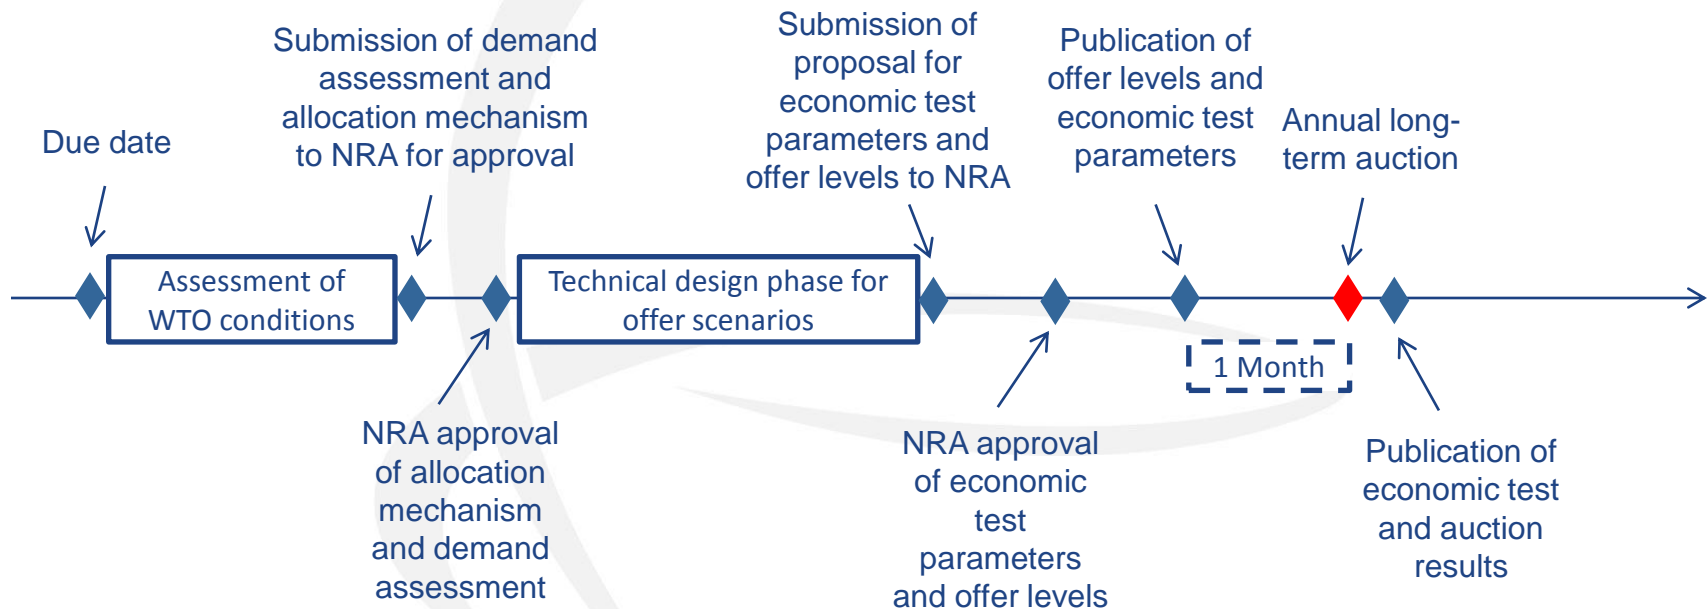 Due date
Submission of demand
assessment and
allocation mechanism
to NRA for approval
Submission of
proposal for
economic test
parameters and
offer levels to NRA
Publication of
offer levels and
economic test
parameters
Annual long-
term auction
Assessment of
WTO conditions
Technical design phase for
offer scenarios
1 Month
NRA approval
of allocation
mechanism
and demand
assessment
NRA approval
of economic
test
parameters
and offer levels
Publication of
economic test
and auction
results